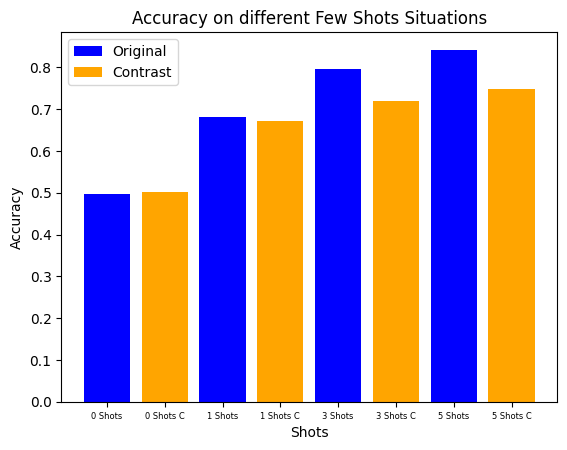 Accuracy on different Few Shots Situations
Original
Contrast
Accuracy
0.8
0.7
0.6
0.5
0.4
0.3
0.2
0.1
0.0
0 Shots 0 Shots C 1 Shots 1 Shots C 3 Shots 3 Shots C 5 Shots 5 Shots C
Shots